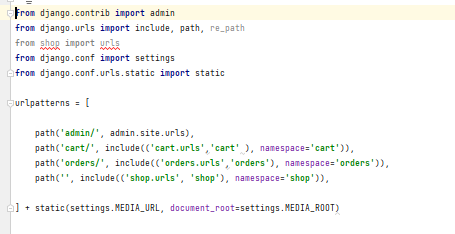 from django.contrib import admin
from django.urls import include, path, re_path
from shop import urls
from django.conf import settings
from django.conf.urls.static import static
urlpatterns = [
path('admin/', admin.site.urls),
path('cart/', include(('cart.urls','cart' ), namespace='cart')),
path('orders/', include(('orders.urls','orders'), namespace='orders')),
path('', include(('shop.urls', 'shop'), namespace='shop')),
] + static(settings.MEDIA_URL, document_root=settings.MEDIA_ROOT)